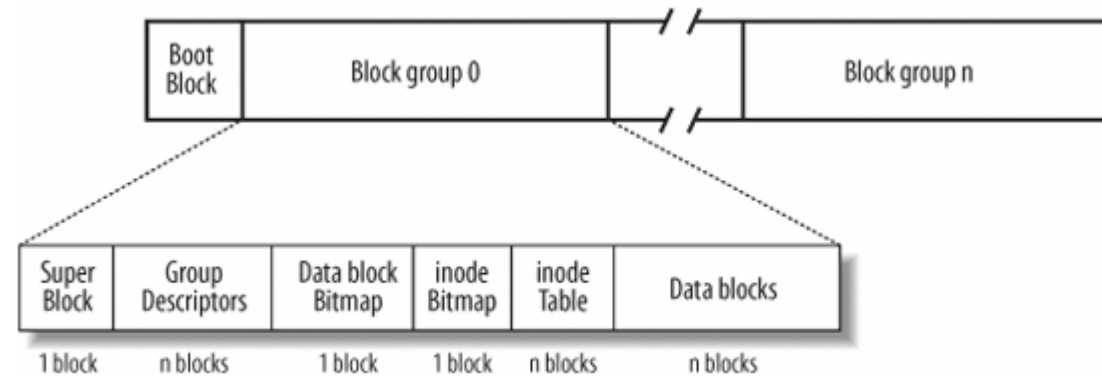 Boot
Block
Block group 0
Block group n
Super
Block
Group
Descriptors
Data block
Bitmap
inode
Bitmap
inode
Table
Data blocks
1 block
n blocks
1 block
1 block
n blocks
n blocks